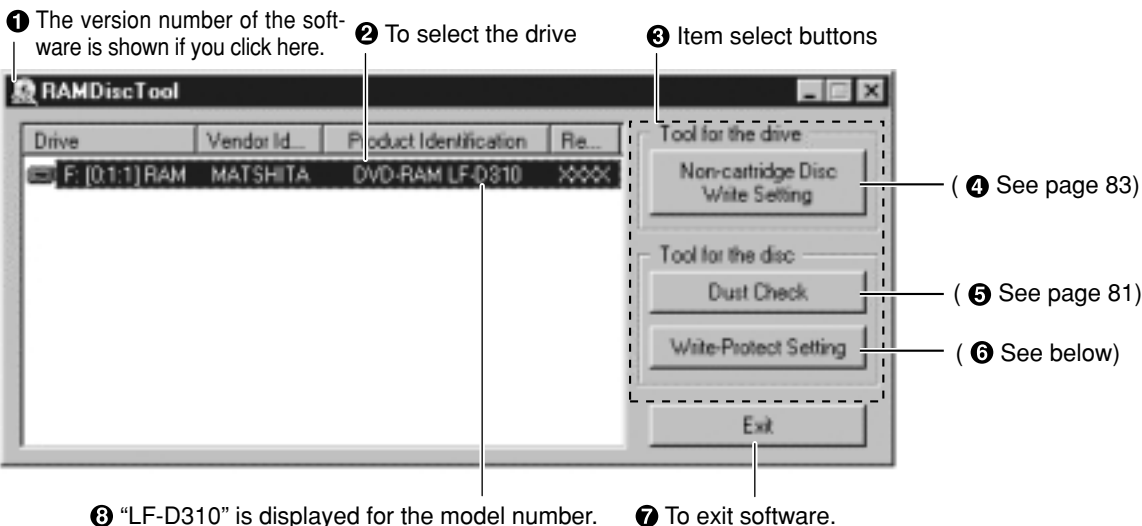 ❶ The version number of the soft-
ware is shown if you click here.
❷ To select the drive
❸ Item select buttons
RAMDiscTool
Drive Vendor Id... Product Identification Re...
F: [0:1:1] RAM MATSHITA DVD-RAM LF-D310 XXXX
Tool for the drive
Non-cartridge Disc
Write Setting
( ❹ See page 83)
Tool for the disc
Dust Check
( ❺ See page 81)
Write-Protect Setting
( ❻ See below)
Exit
❽ “LF-D310” is displayed for the model number.
❼ To exit software.